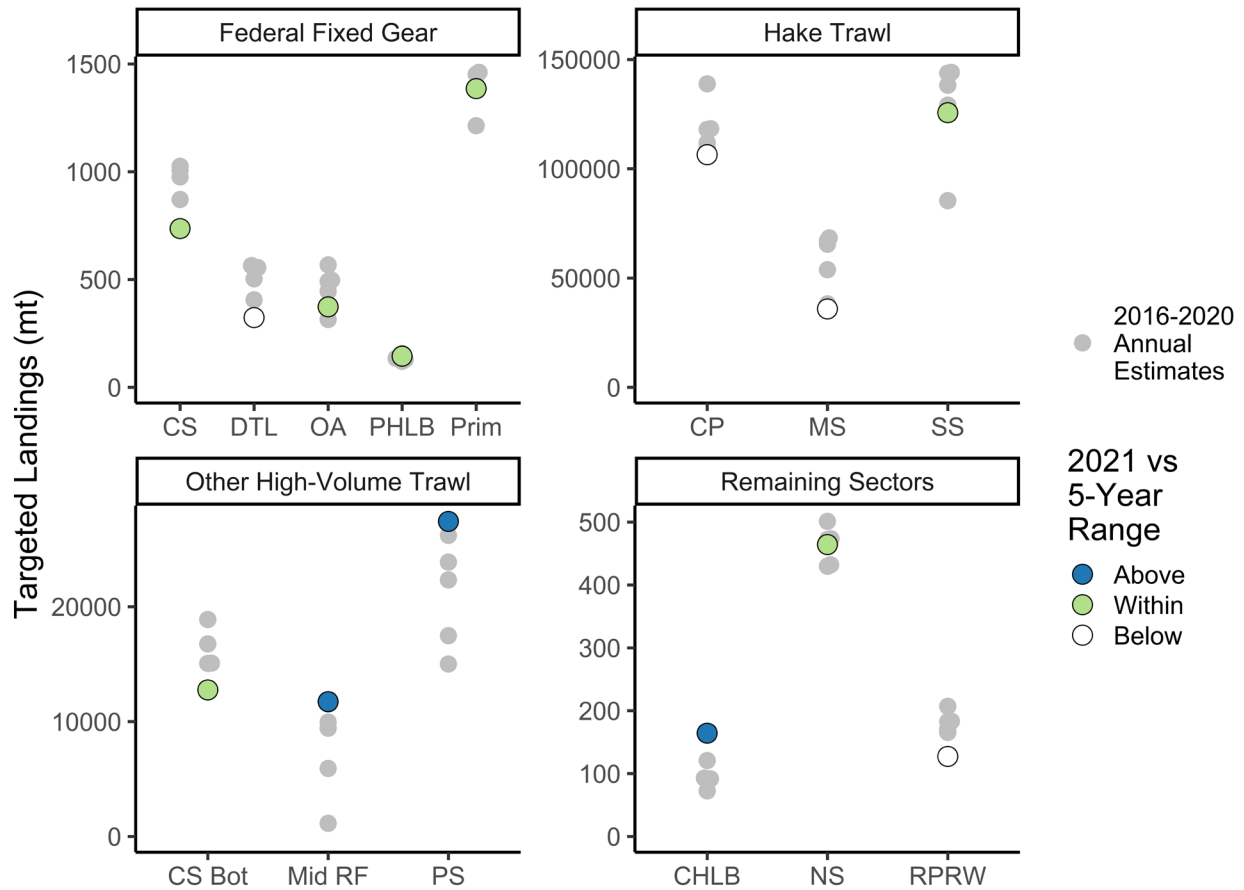 Federal Fixed Gear
Hake Trawl
1500
1000
500
0
CS DTL OA PHLB Prim
150000
100000
50000
0
CP MS SS
Targeted Landings (mt)
Other High-Volume Trawl
Remaining Sectors
20000
10000
0
CS Bot Mid RF PS
500
400
300
200
100
0
CHLB NS RPRW
2016-2020
Annual
Estimates
2021 vs
5-Year
Range
Above
Within
Below